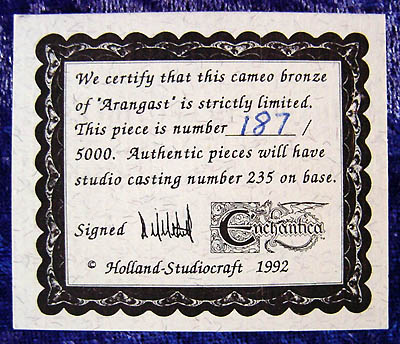 We certify that this cameo bronze
of "Arangast" is strictly limited.
This piece is number 187 /
5000. Authentic pieces will have
studio casting number 235 on base.
Signed
Enchantica
© Holland-Studiocraft 1992